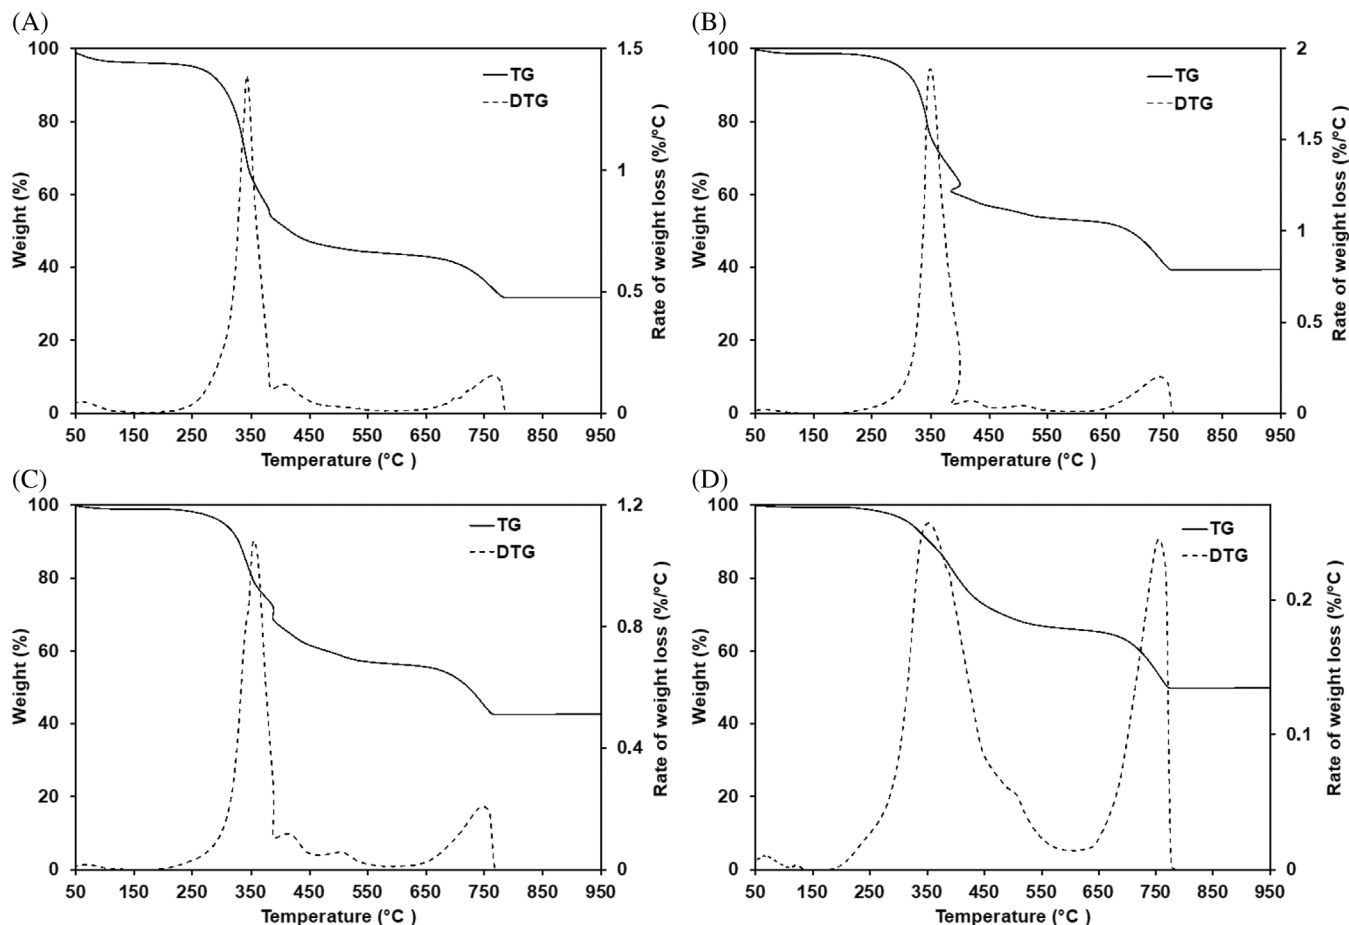 (A)
100
80
60
40
20
0
Weight (%)
50 150 250 350 450 550 650 750 850 950
Temperature (°C )
1.5
1
0.5
0
Rate of weight loss (%/°C )
TG
DTG
(B)
100
80
60
40
20
0
Weight (%)
50 150 250 350 450 550 650 750 850 950
Temperature (°C )
2
1.5
1
0.5
0
Rate of weight loss (%/°C )
TG
DTG
(C)
100
80
60
40
20
0
Weight (%)
50 150 250 350 450 550 650 750 850 950
Temperature (°C )
1.2
0.8
0.4
0
Rate of weight loss (%/°C )
TG
DTG
(D)
100
80
60
40
20
0
Weight (%)
50 150 250 350 450 550 650 750 850 950
Temperature (°C )
0.2
0.1
0
Rate of weight loss (%/°C )
TG
DTG